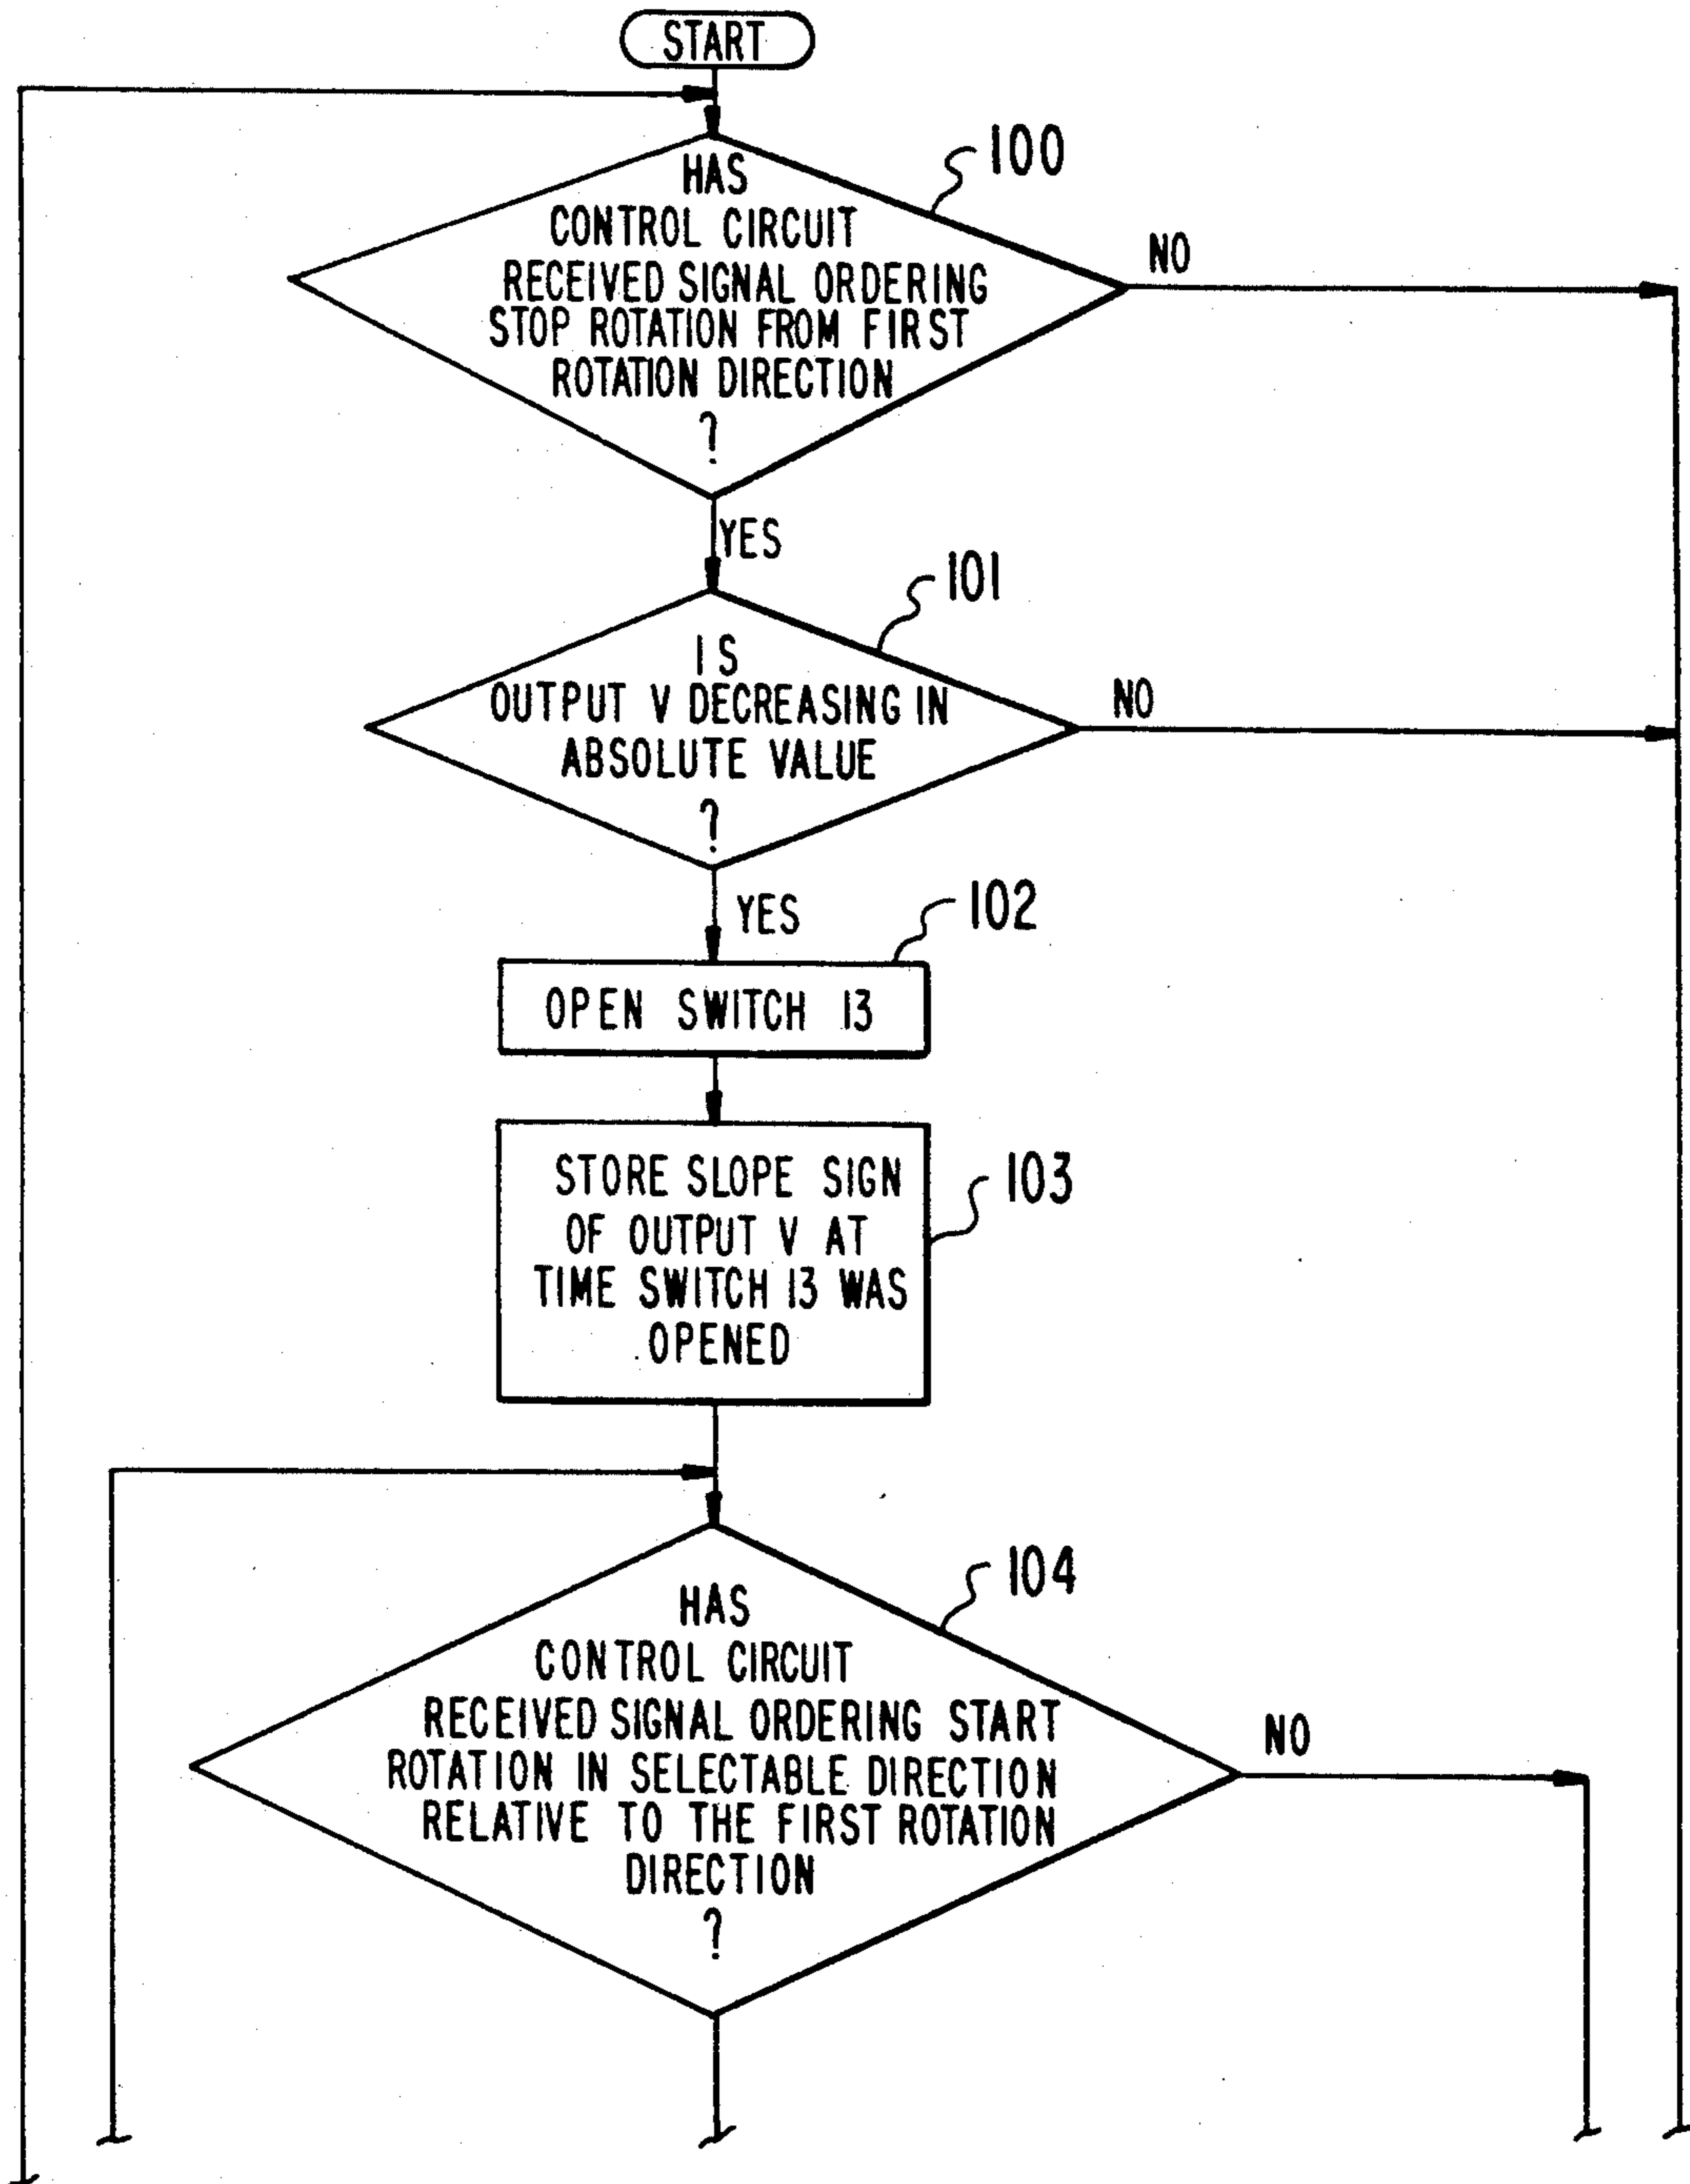 START
100
HAS
CONTROL CIRCUIT
RECEIVED SIGNAL ORDERING
STOP ROTATION FROM FIRST
ROTATION DIRECTION
?
NO
YES
101
IS
OUTPUT V DECREASING IN
ABSOLUTE VALUE
?
NO
YES
102
OPEN SWITCH 13
103
STORE SLOPE SIGN
OF OUTPUT V AT
TIME SWITCH 13 WAS
OPENED
104
HAS
CONTROL CIRCUIT
RECEIVED SIGNAL ORDERING START
ROTATION IN SELECTABLE DIRECTION
RELATIVE TO THE FIRST ROTATION
DIRECTION
?
NO